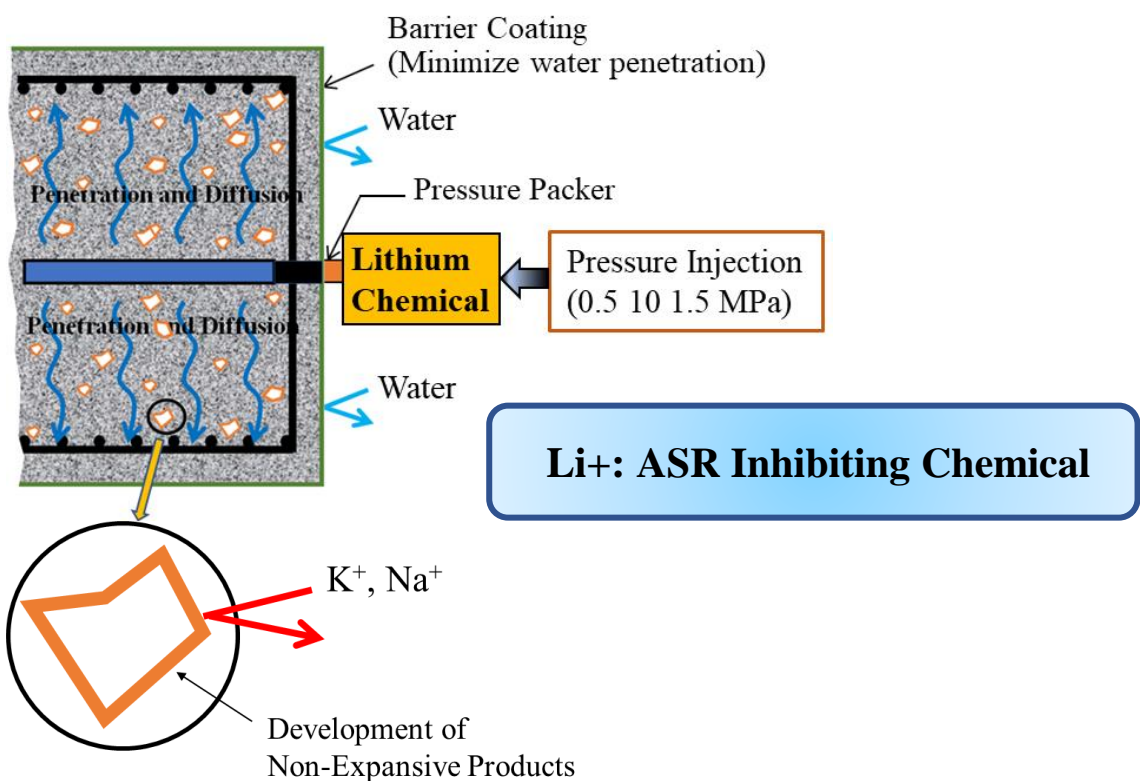 Barrier Coating
(Minimize water penetration)
Water
Penetration and Diffusion
Pressure Packer
Lithium
Chemical
Pressure Injection
(0.5 10 1.5 MPa)
Penetration and Diffusion
Water
Li+: ASR Inhibiting Chemical
K⁺, Na⁺
Development of
Non-Expansive Products